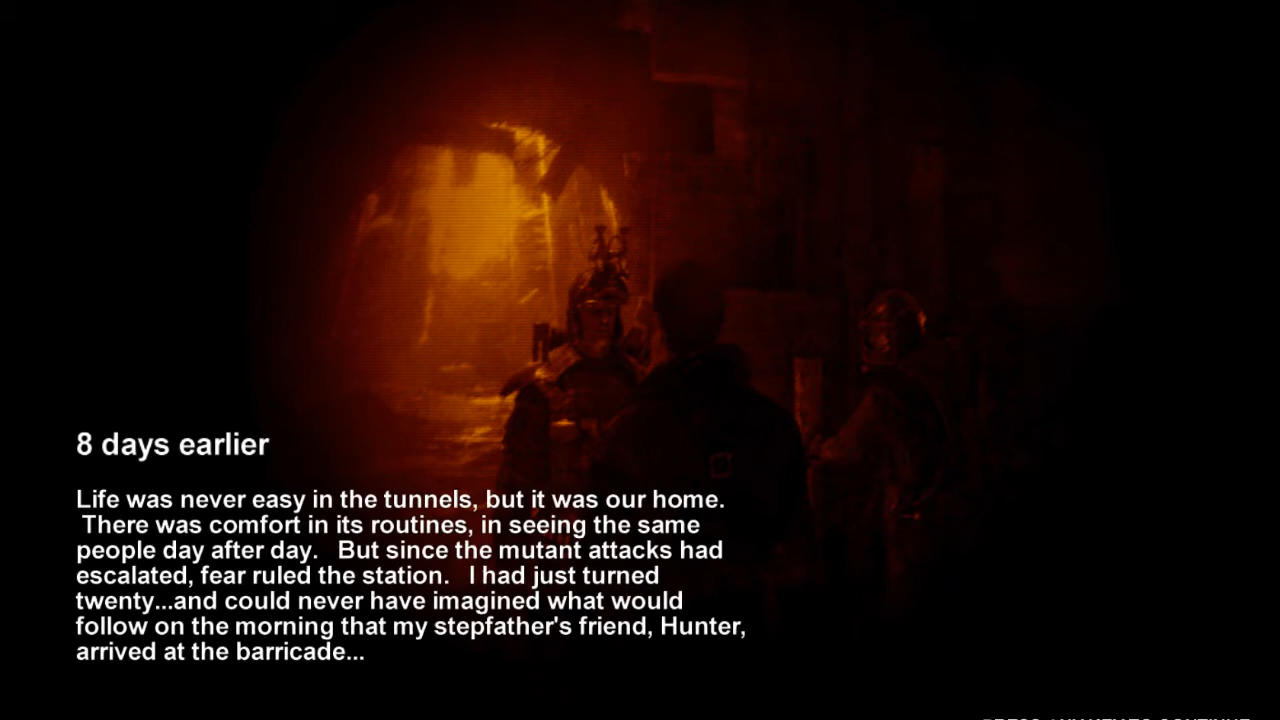 8 days earlier
Life was never easy in the tunnels, but it was our home.
There was comfort in its routines, in seeing the same
people day after day. But since the mutant attacks had
escalated, fear ruled the station. I had just turned
twenty...and could never have imagined what would
follow on the morning that my stepfather's friend, Hunter,
arrived at the barricade...